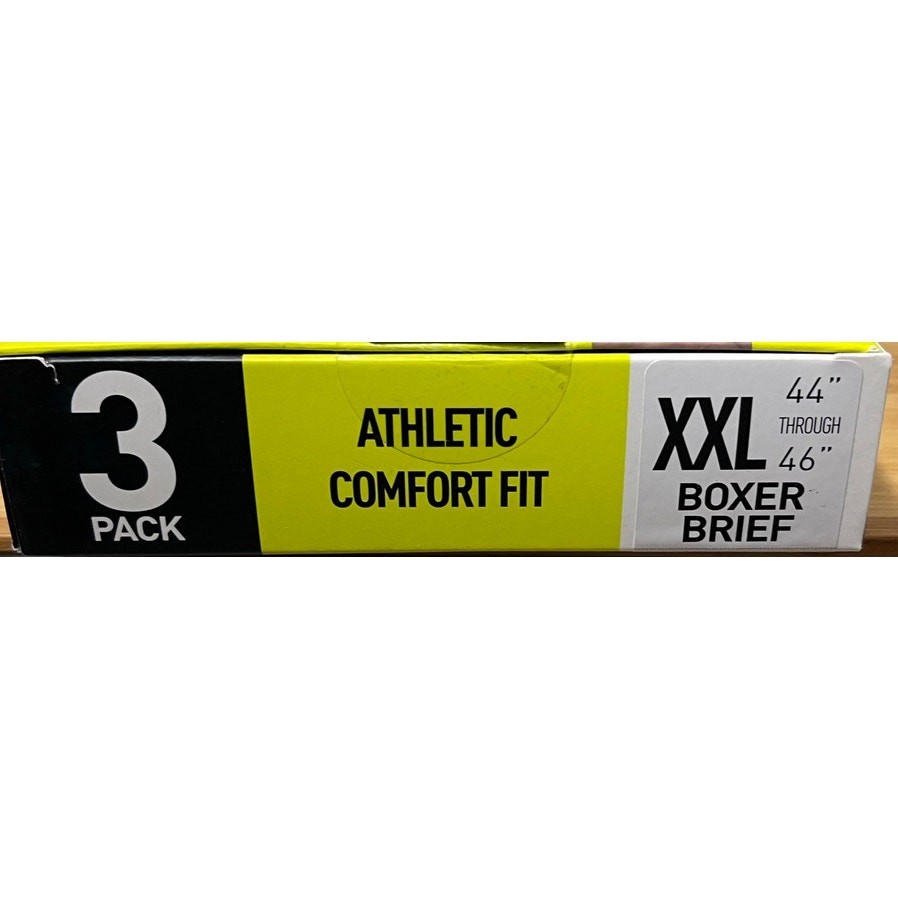 3
PACK
ATHLETIC
COMFORT FIT
XXL
44”
THROUGH
46”
BOXER
BRIEF